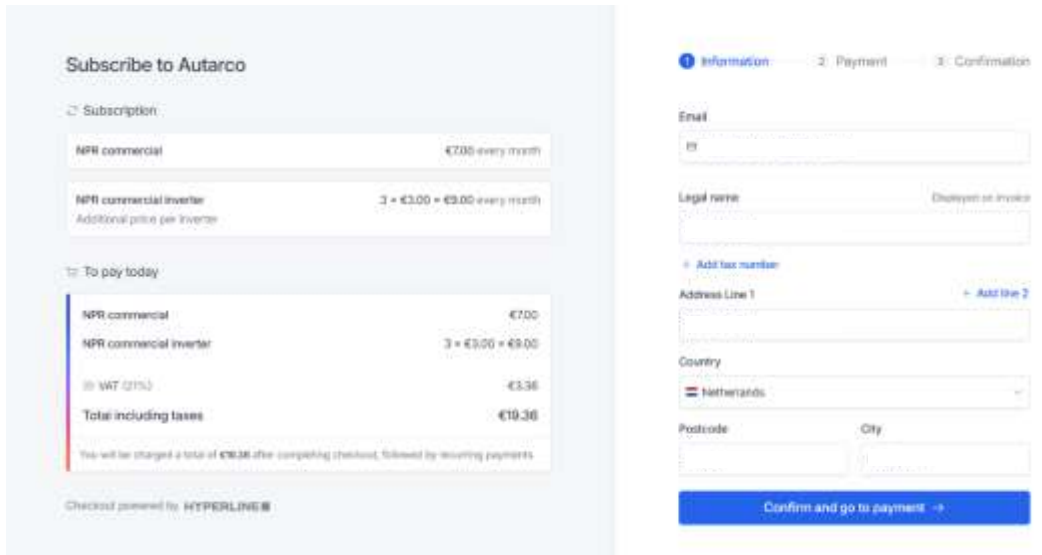 Subscribe to Autarco
Subscription
NPR commercial €7.00 every month
NPR commercial inverter 3 × €3.00 = €9.00 every month
Additional price per inverter
To pay today
NPR commercial €7.00
NPR commercial inverter 3 × €3.00 = €9.00
VAT (21%) €3.36
Total including taxes €19.36
You will be charged a total of €19.36 after completing checkout, followed by recurring payments
Checkout powered by HYPERLINE
1 Information 2 Payment 3 Confirmation
Email
Legal name Displayed on invoice
+ Add tax number
Address Line 1 + Add line 2
Country
Netherlands
Postcode City
Confirm and go to payment →